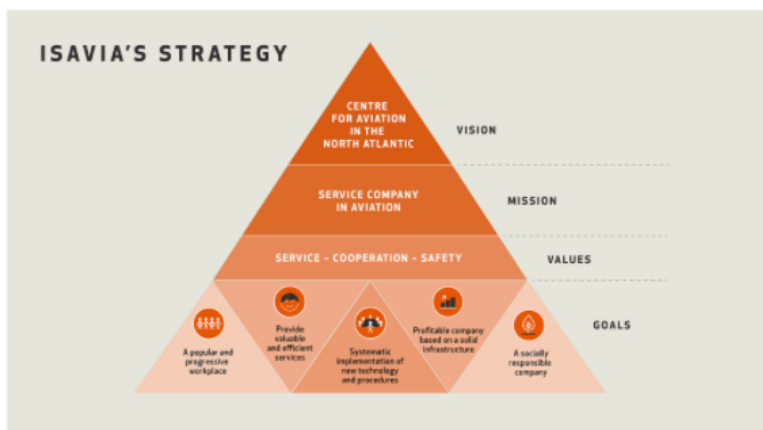 ISAVIA'S STRATEGY
CENTRE
FOR AVIATION
IN THE
NORTH ATLANTIC
VISION
SERVICE COMPANY
IN AVIATION
MISSION
SERVICE – COOPERATION – SAFETY
VALUES
GOALS
A popular and
progressive
workplace
Provide
valuable
and efficient
services
Systematic
implementation of
new technology
and procedures
Profitable company
based on a solid
infrastructure
A socially
responsible
company